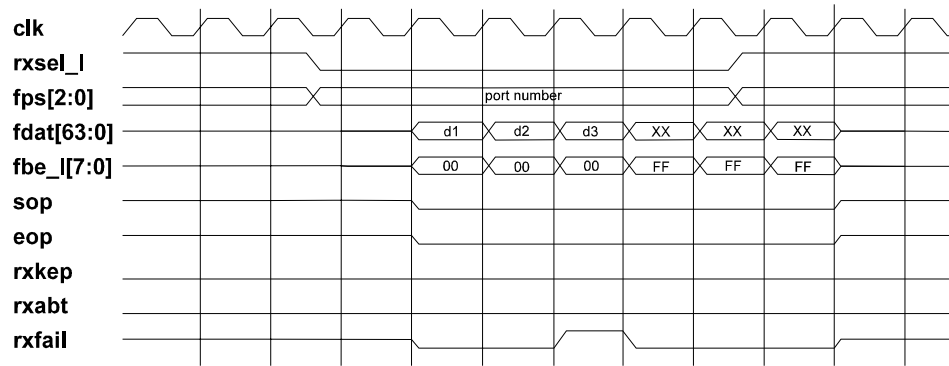 clk
rxsel_l
fps[2:0] port number
fdat[63:0] d1 d2 d3 XX XX XX
fbe_l[7:0] 00 00 00 FF FF FF
sop
eop
rxkep
rxabt
rxfail